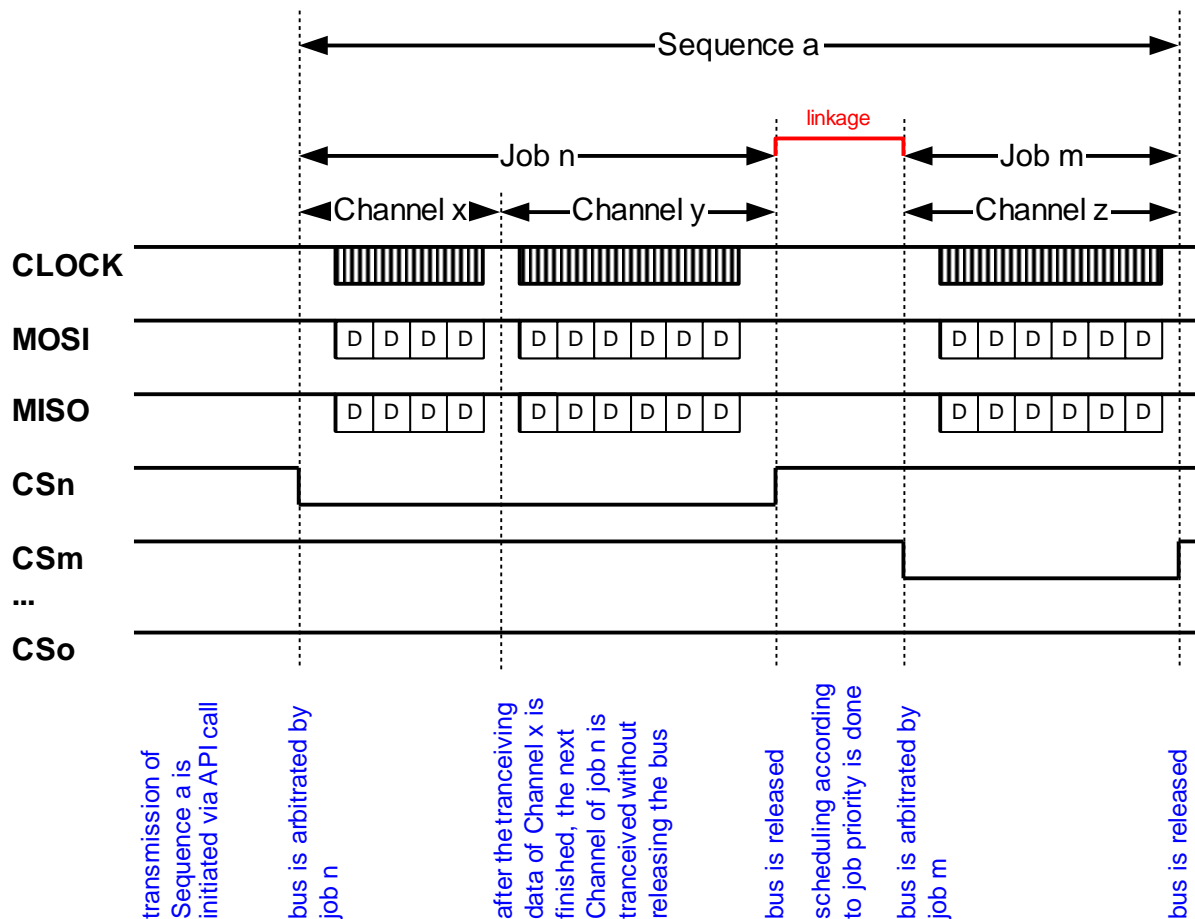 Sequence a
linkage
Job n
Job m
Channel x
Channel y
Channel z
CLOCK
MOSI
D D D D
D D D D D D
D D D D D D
MISO
D D D D
D D D D D D
D D D D D D
CSn
CSm
...
CSo
transmission of
Sequence a is
initiated via API call
bus is arbitrated by
job n
after the tranceiving
data of Channel x is
finished, the next
Channel of job n is
tranceived without
releasing the bus
bus is released
scheduling according
to job priority is done
bus is arbitrated by
job m
bus is released